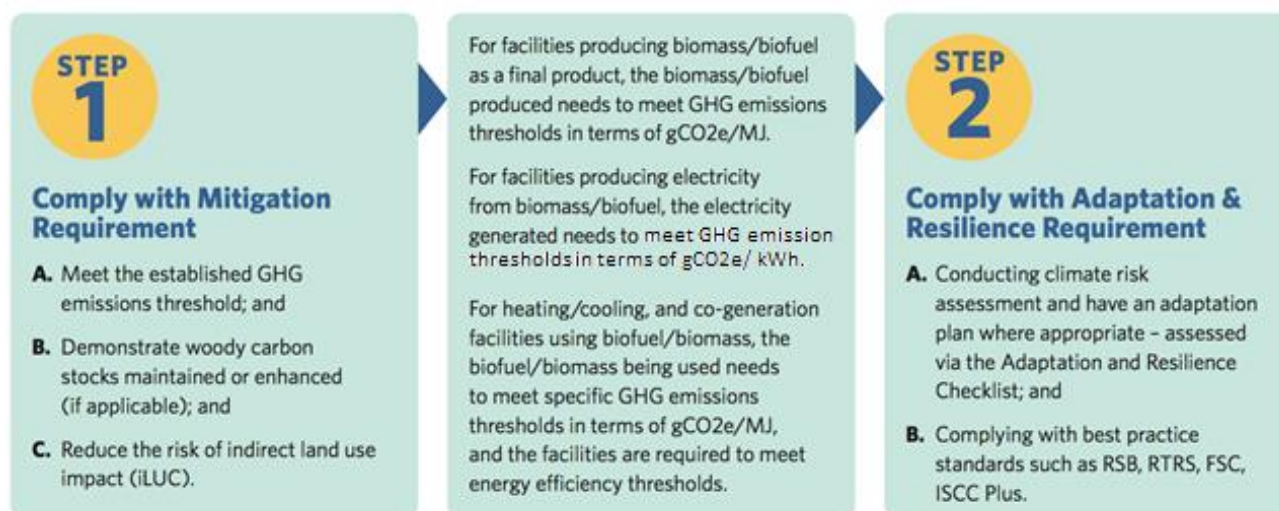 STEP
1
Comply with Mitigation
Requirement
A. Meet the established GHG
emissions threshold; and
B. Demonstrate woody carbon
stocks maintained or enhanced
(if applicable); and
C. Reduce the risk of indirect land use
impact (iLUC).
For facilities producing biomass/biofuel
as a final product, the biomass/biofuel
produced needs to meet GHG emissions
thresholds in terms of gCO2e/MJ.
For facilities producing electricity
from biomass/biofuel, the electricity
generated needs to meet GHG emission
thresholds in terms of gCO2e/ kWh.
For heating/cooling, and co-generation
facilities using biofuel/biomass, the
biofuel/biomass being used needs
to meet specific GHG emissions
thresholds in terms of gCO2e/MJ,
and the facilities are required to meet
energy efficiency thresholds.
STEP
2
Comply with Adaptation &
Resilience Requirement
A. Conducting climate risk
assessment and have an adaptation
plan where appropriate – assessed
via the Adaptation and Resilience
Checklist; and
B. Complying with best practice
standards such as RSB, RTRS, FSC,
ISCC Plus.